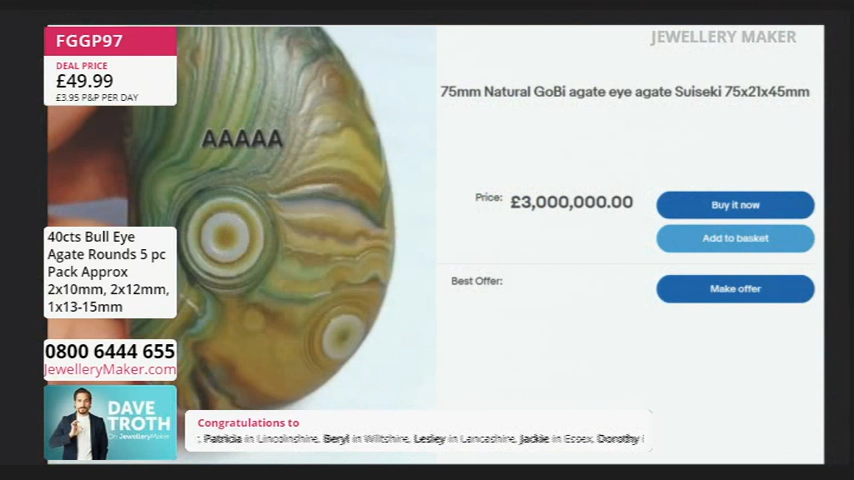 FGGP97
DEAL PRICE
£49.99
£3.95 P&P PER DAY
JEWELLERY MAKER
75mm Natural GoBi agate eye agate Suiseki 75x21x45mm
AAAAA
Price: £3,000,000.00
Buy it now
Add to basket
Best Offer:
Make offer
40cts Bull Eye
Agate Rounds 5 pc
Pack Approx
2x10mm, 2x12mm,
1x13-15mm
0800 6444 655
JewelleryMaker.com
DAVE
TROTH
On JewelleryMaker
Congratulations to
Patricia in Lincolnshire, Beryl in Wiltshire, Lesley in Lancashire, Jackie in Essex, Dorothy